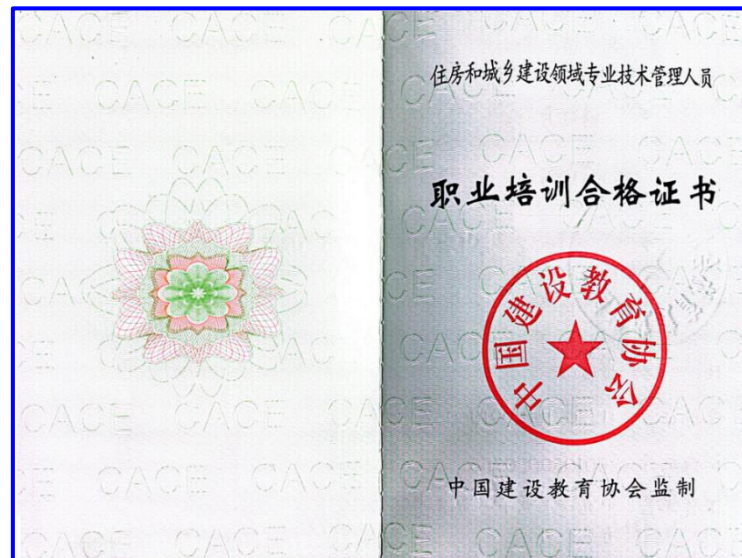 住房和城乡建设领域专业技术管理人员
职业培训合格证书
中国建设教育协会
中国建设教育协会监制
CACE